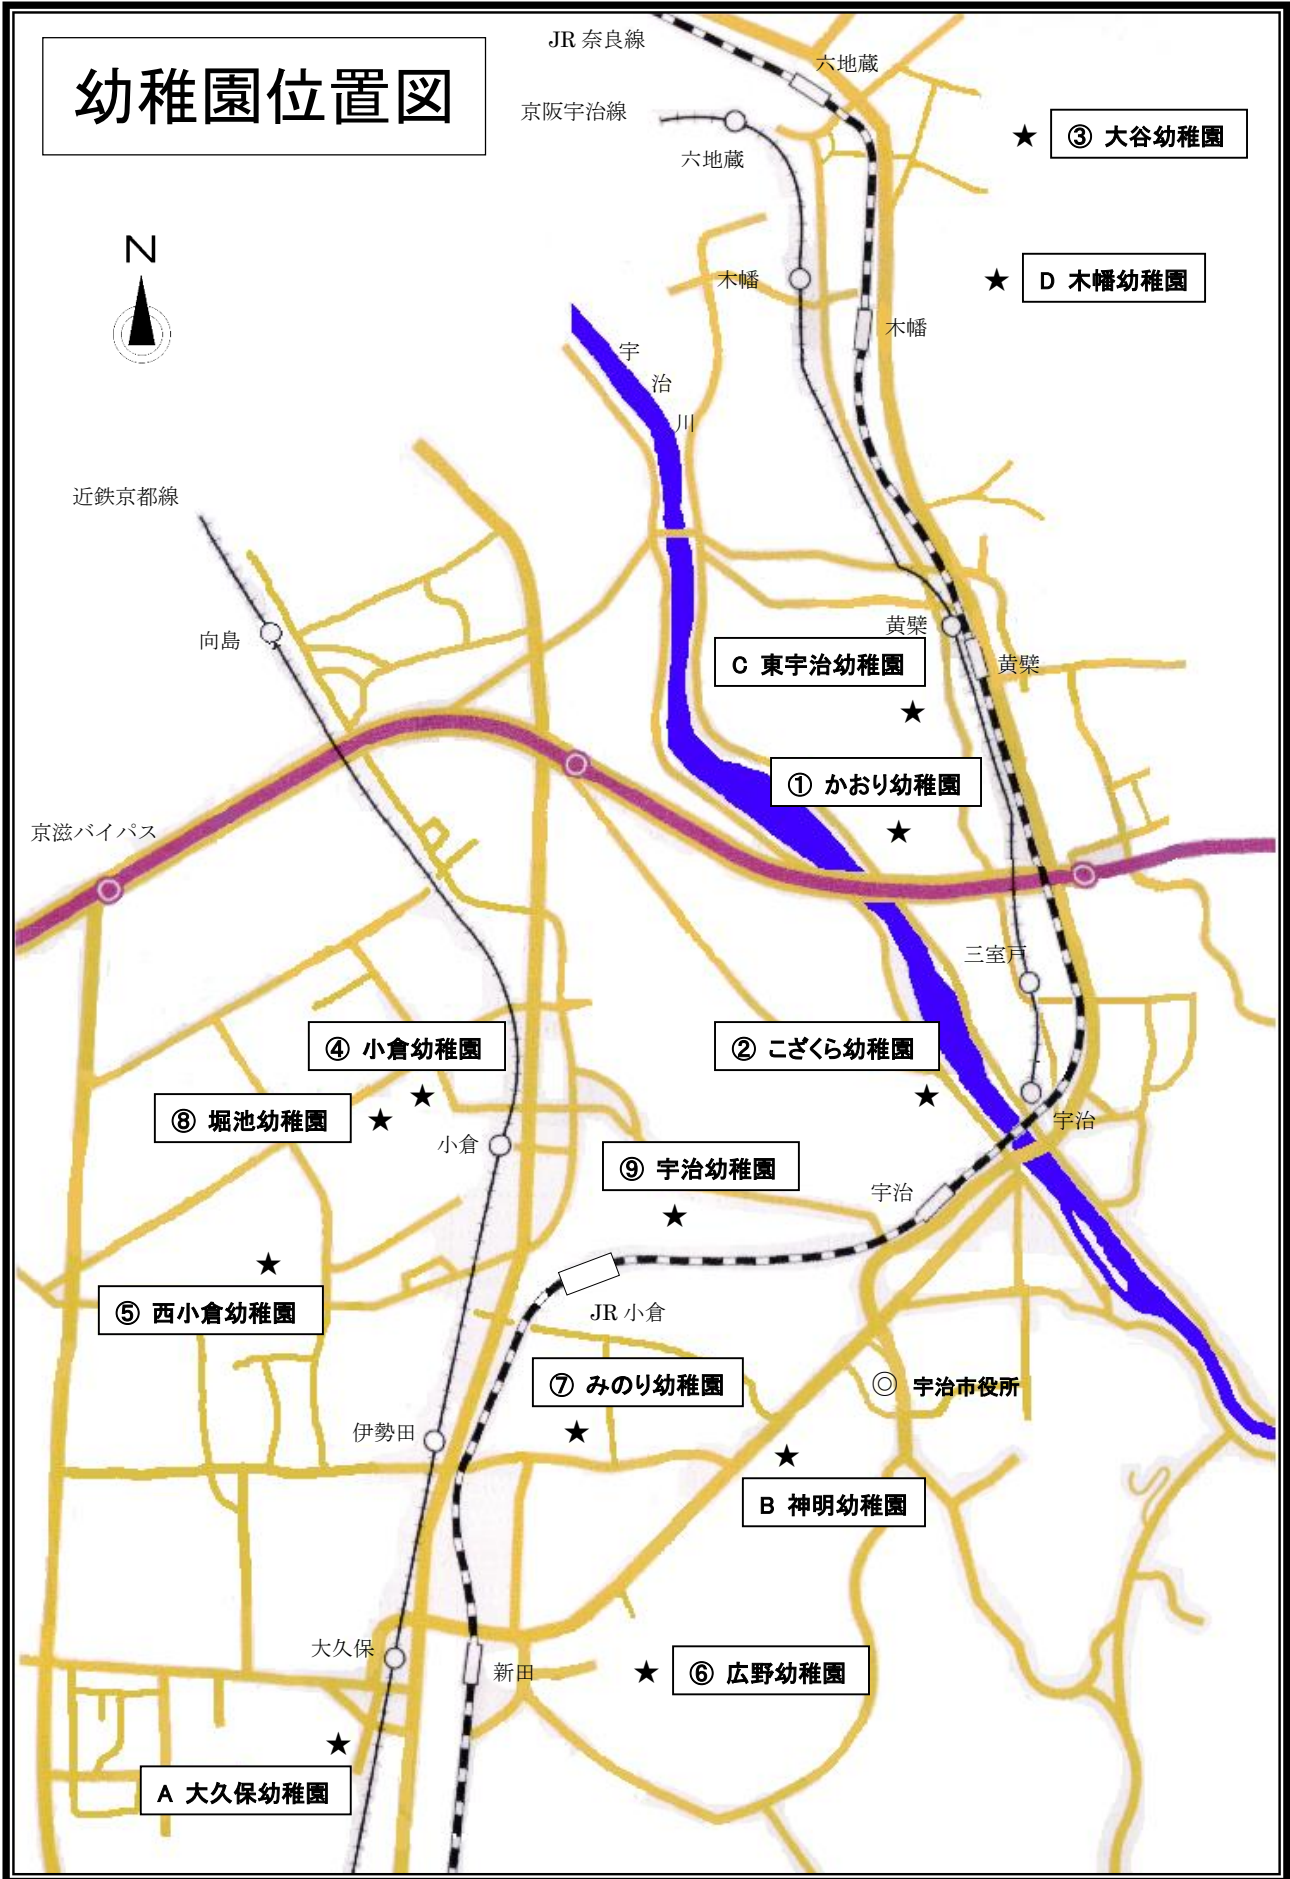 幼稚園位置図
JR 奈良線
六地蔵
京阪宇治線
六地蔵
③ 大谷幼稚園
N
木幡
D 木幡幼稚園
木幡
宇
治
川
近鉄京都線
向島
黄檗
黄檗
C 東宇治幼稚園
① かおり幼稚園
京滋バイパス
三室戸
④ 小倉幼稚園
② こざくら幼稚園
⑧ 堀池幼稚園
小倉
宇治
⑨ 宇治幼稚園
宇治
⑤ 西小倉幼稚園
JR 小倉
⑦ みのり幼稚園
宇治市役所
伊勢田
B 神明幼稚園
大久保
新田
⑥ 広野幼稚園
A 大久保幼稚園